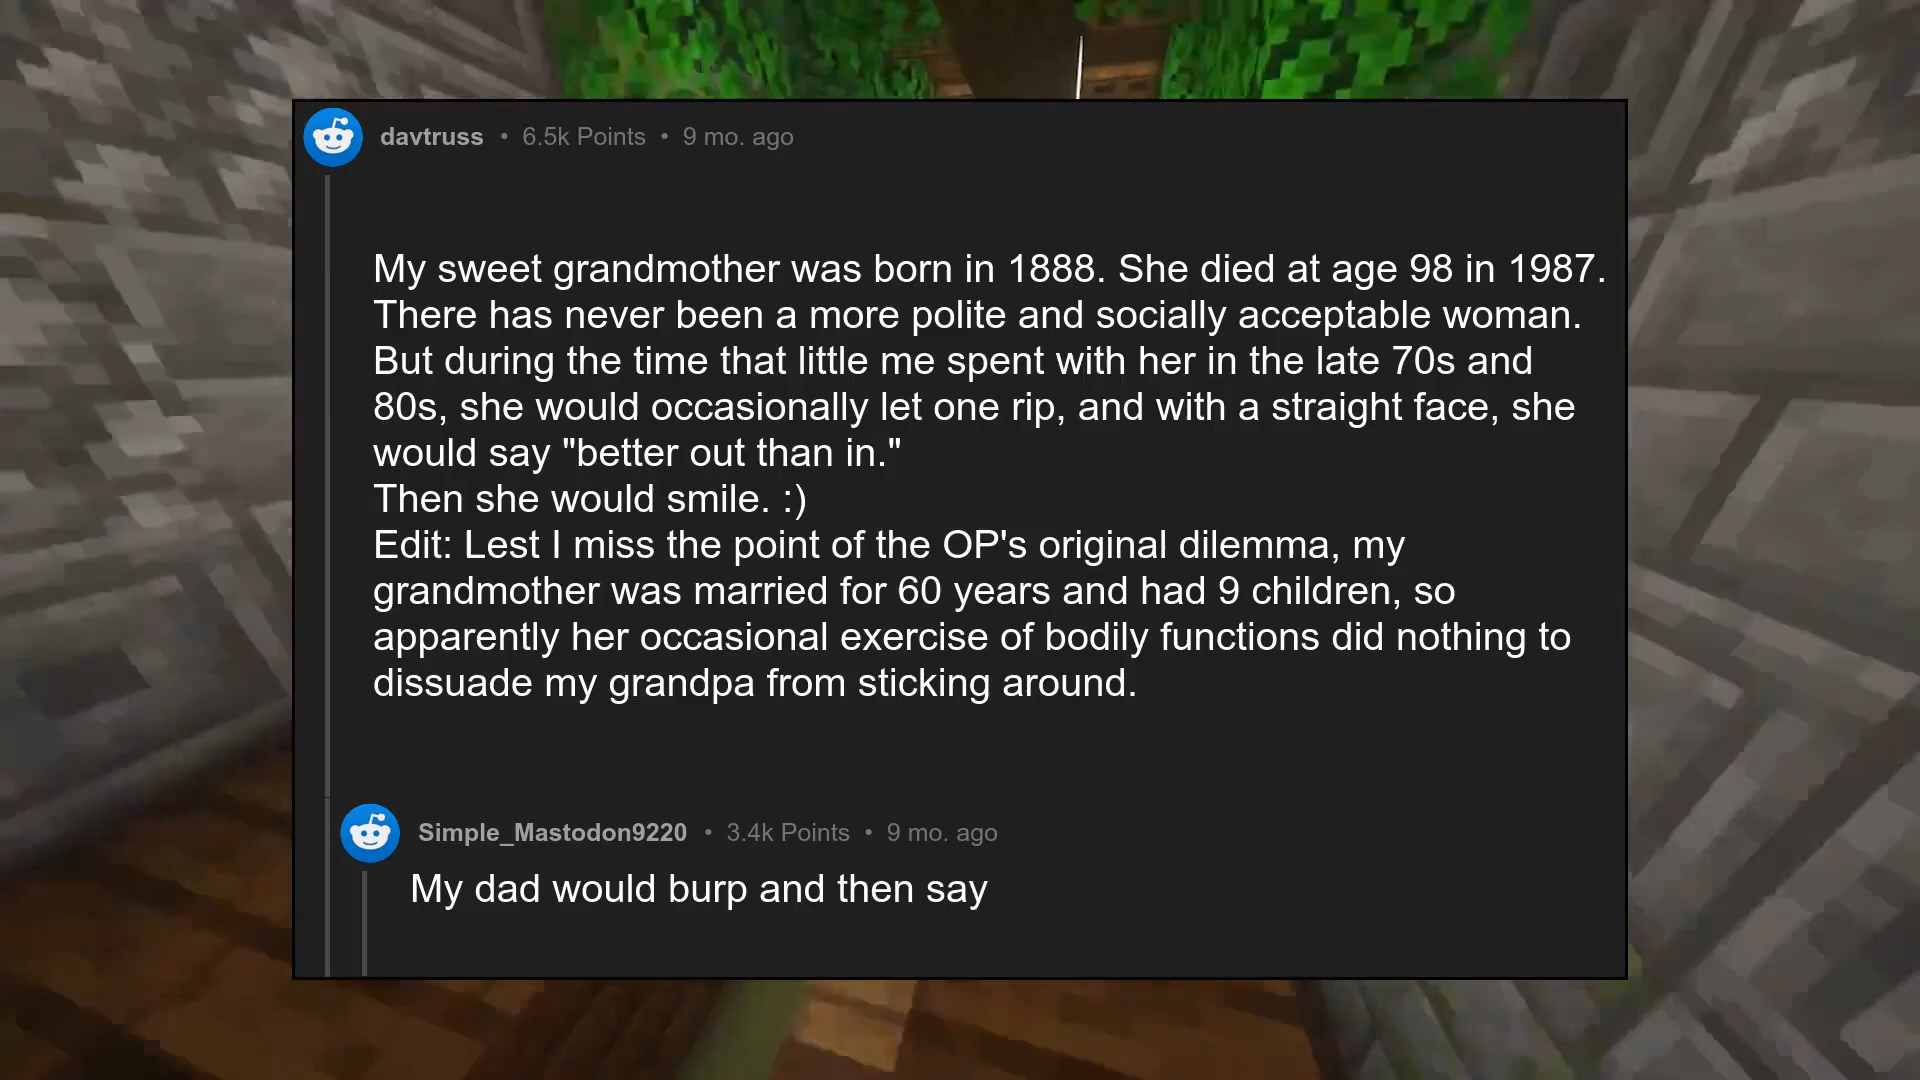 davtruss • 6.5k Points • 9 mo. ago
My sweet grandmother was born in 1888. She died at age 98 in 1987.
There has never been a more polite and socially acceptable woman.
But during the time that little me spent with her in the late 70s and
80s, she would occasionally let one rip, and with a straight face, she
would say "better out than in."
Then she would smile. :)
Edit: Lest I miss the point of the OP's original dilemma, my
grandmother was married for 60 years and had 9 children, so
apparently her occasional exercise of bodily functions did nothing to
dissuade my grandpa from sticking around.
Simple_Mastodon9220 • 3.4k Points • 9 mo. ago
My dad would burp and then say